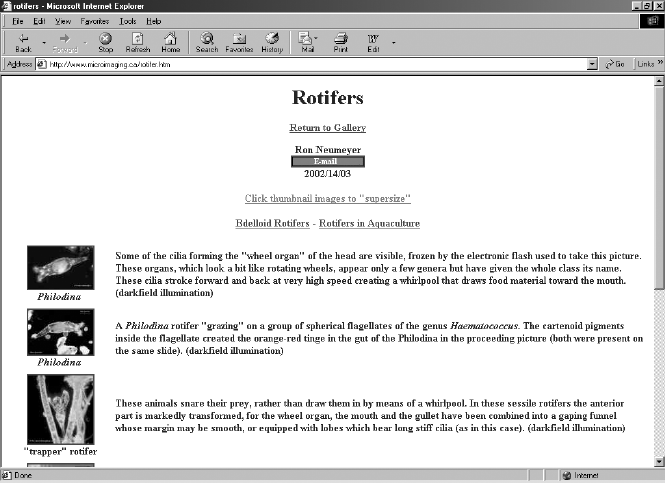 rotifers - Microsoft Internet Explorer
File Edit View Favorites Tools Help
Back Forward Stop Refresh Home Search Favorites History Mail Print Edit
Address http://www.microimaging.ca/rotifer.htm Go Links »
Rotifers
Return to Gallery
Ron Neumeyer
E-mail
2002/14/03
Click thumbnail images to "supersize"
Bdelloid Rotifers - Rotifers in Aquaculture
Some of the cilia forming the "wheel organ" of the head are visible, frozen by the electronic flash used to take this picture.
These organs, which look a bit like rotating wheels, appear only a few genera but have given the whole class its name.
These cilia stroke forward and back at very high speed creating a whirlpool that draws food material toward the mouth.
(darkfield illumination)
Philodina
A Philodina rotifer "grazing" on a group of spherical flagellates of the genus Haematococcus. The cartenoid pigments
inside the flagellate created the orange-red tinge in the gut of the Philodina in the proceeding picture (both were present on
the same slide). (darkfield illumination)
Philodina
These animals snare their prey, rather than draw them in by means of a whirlpool. In these sessile rotifers the anterior
part is markedly transformed, for the wheel organ, the mouth and the gullet have been combined into a gaping funnel
whose margin may be smooth, or equipped with lobes which bear long stiff cilia (as in this case). (darkfield illumination)
"trapper" rotifer
Done Internet